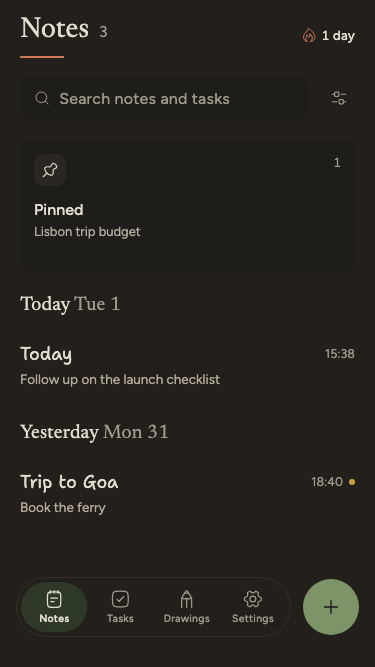 Notes 3
1 day
Search notes and tasks
1
Pinned
Lisbon trip budget
Today Tue 1
Today 15:38
Follow up on the launch checklist
Yesterday Mon 31
Trip to Goa 18:40
Book the ferry
Notes Tasks Drawings Settings